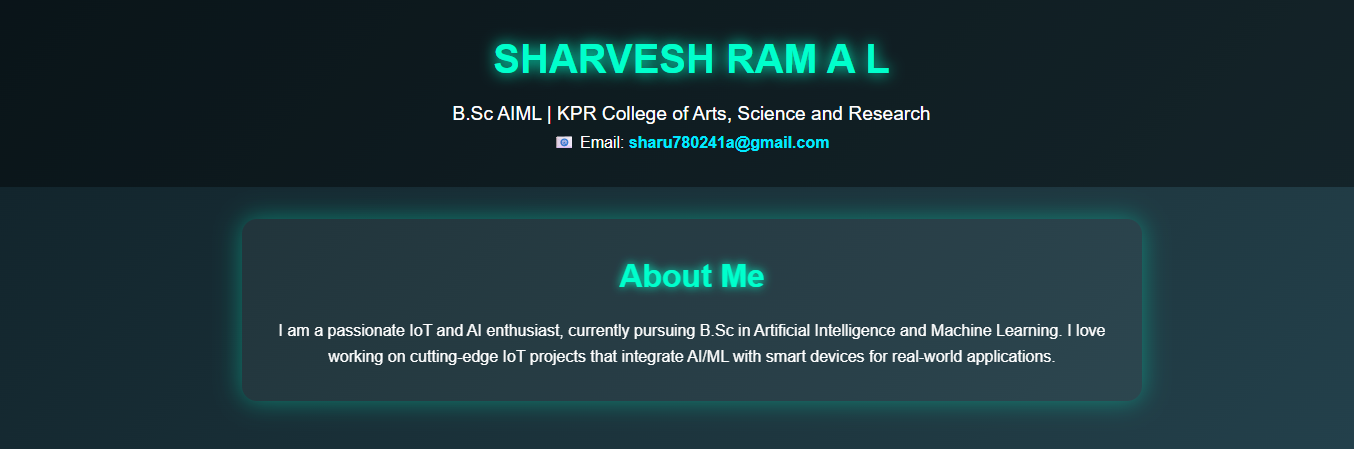 SHARVESH RAM A L
B.Sc AIML | KPR College of Arts, Science and Research
📧 Email: sharu780241a@gmail.com
About Me
I am a passionate IoT and AI enthusiast, currently pursuing B.Sc in Artificial Intelligence and Machine Learning. I love
working on cutting-edge IoT projects that integrate AI/ML with smart devices for real-world applications.